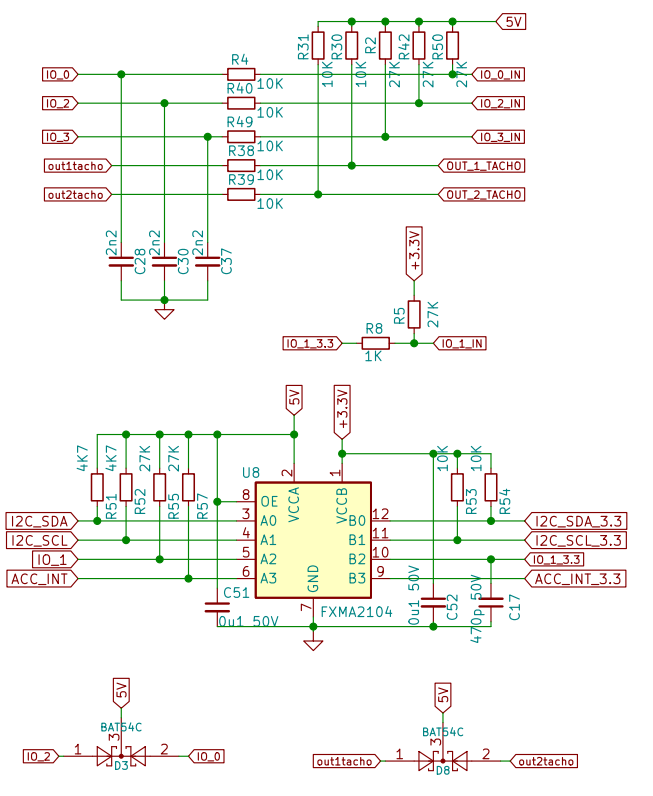 5V
R31 R30 R2 R42 R50
10K 10K 27K 27K 27K
IO_0 R4 10K IO_0_IN
IO_2 R40 10K IO_2_IN
IO_3 R49 10K IO_3_IN
out1tacho R38 10K OUT_1_TACHO
out2tacho R39 10K OUT_2_TACHO
2n2 C28 2n2 C30 2n2 C37
+3.3V
R5 27K
IO_1_3.3 R8 1K IO_1_IN
5V +3.3V
4K7 4K7 27K 27K 10K 10K
R51 R52 R55 R57 R53 R54
U8
2 1
VCCA VCCB
8 OE
I2C_SDA 3 A0 B0 12 I2C_SDA_3.3
I2C_SCL 4 A1 B1 11 I2C_SCL_3.3
IO_1 5 A2 B2 10 IO_1_3.3
ACC_INT 6 A3 B3 9 ACC_INT_3.3
GND
7
FXMA2104
C51 0u1 50V
0u1 50V C52
470p 50V C17
5V
BAT54C
3
IO_2 1 2 IO_0
D3
5V
BAT54C
3
out1tacho 1 2 out2tacho
D8